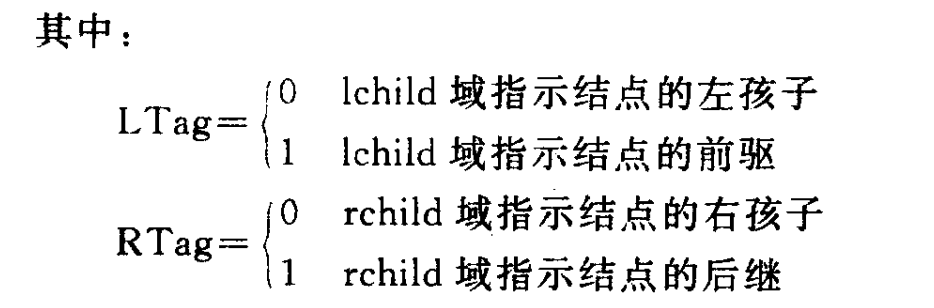 其中：
LTag={0 lchild 域指示结点的左孩子
1 lchild 域指示结点的前驱
RTag={0 rchild 域指示结点的右孩子
1 rchild 域指示结点的后继